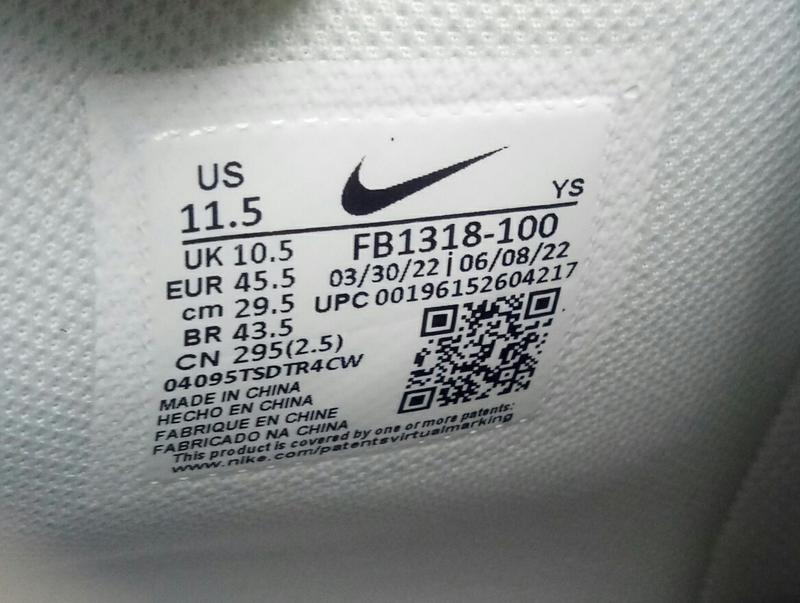 US
11.5
YS
UK 10.5
EUR 45.5
cm 29.5
BR 43.5
CN 295(2.5)
FB1318-100
03/30/22 | 06/08/22
UPC 00196152604217
04095TSDTR4CW
MADE IN CHINA
HECHO EN CHINA
FABRIQUE EN CHINE
FABRICADO NA CHINA
This product is covered by one or more patents:
www.nike.com/patentsvirtualmarking